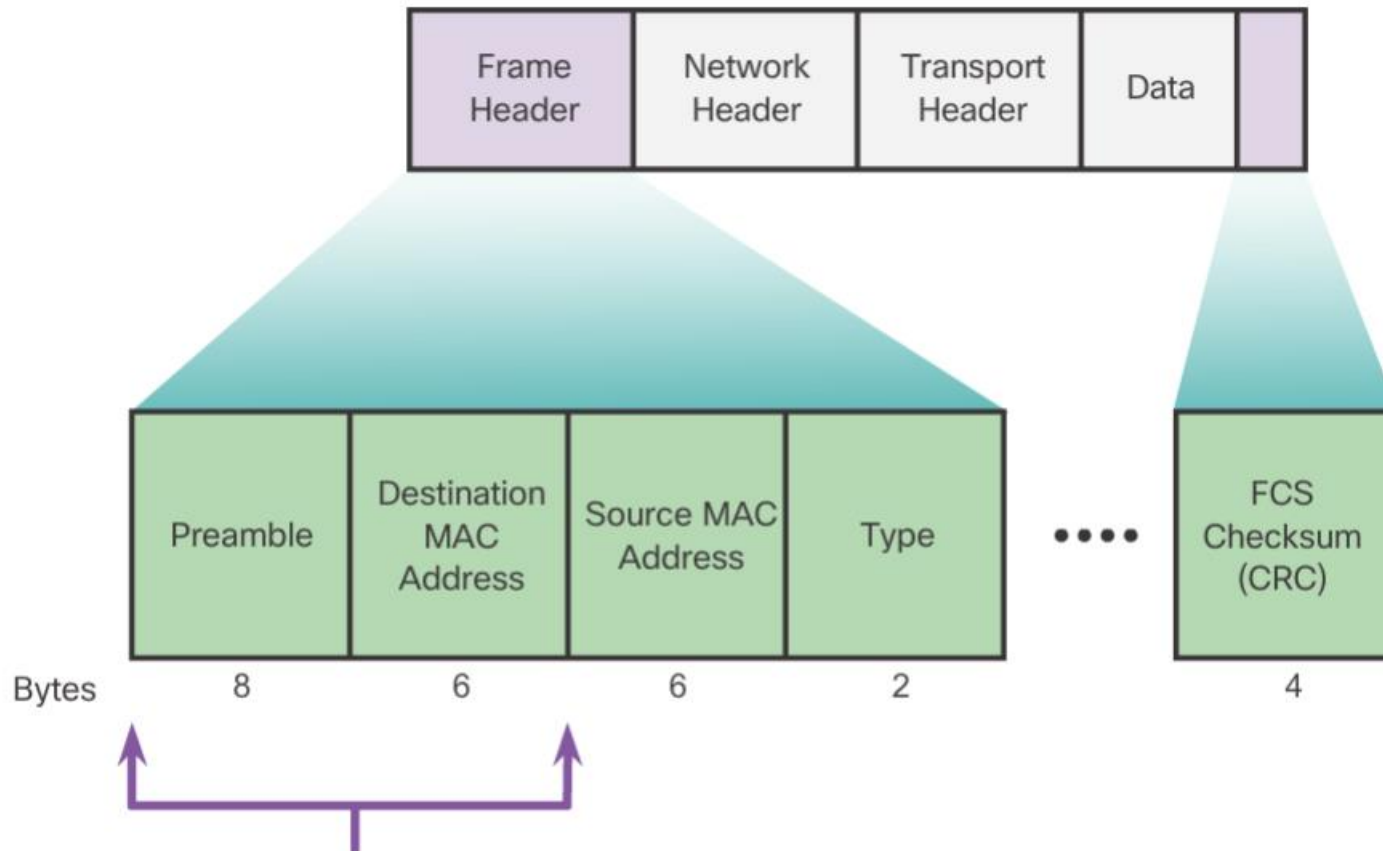 Frame
Header
Network
Header
Transport
Header
Data
Preamble
Destination
MAC
Address
Source MAC
Address
Type
FCS
Checksum
(CRC)
Bytes
8
6
6
2
4